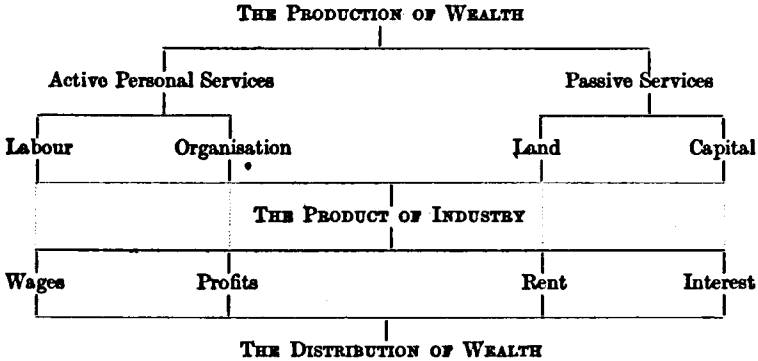 THE PRODUCTION OF WEALTH
Active Personal Services Passive Services
Labour Organisation Land Capital
THE PRODUCT OF INDUSTRY
Wages Profits Rent Interest
THE DISTRIBUTION OF WEALTH